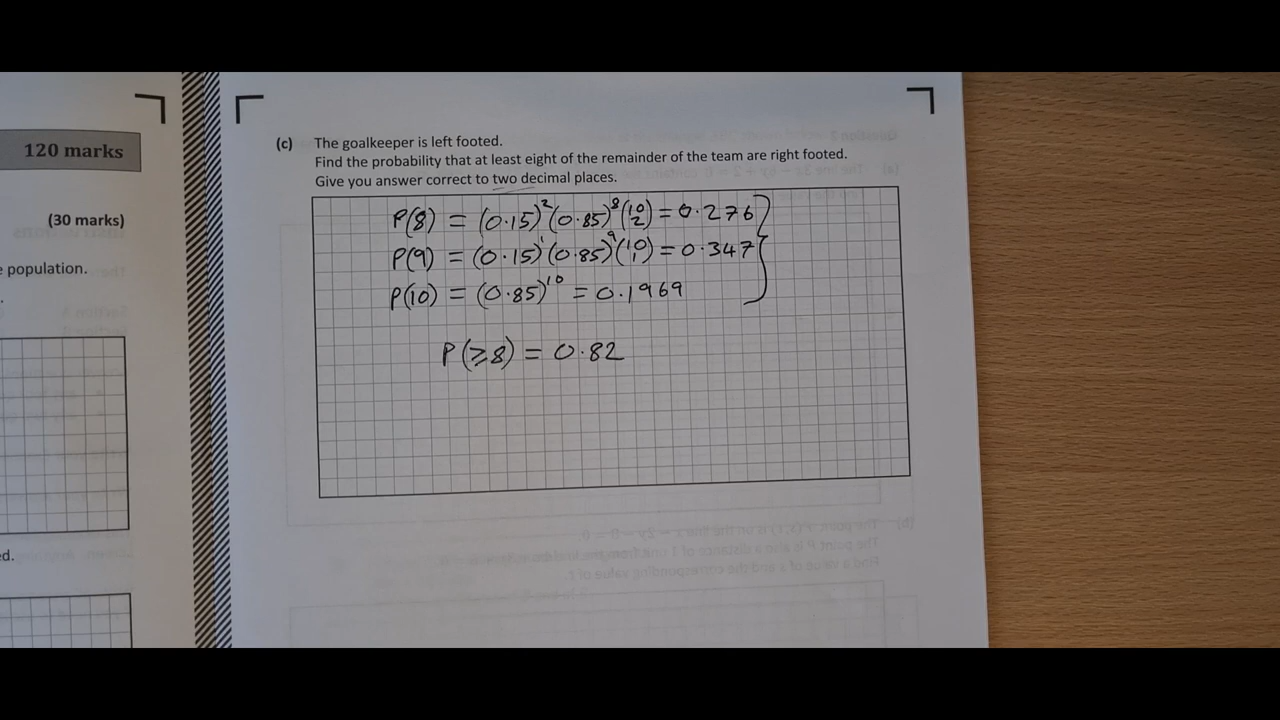 120 marks
(30 marks)
e population.
ed.
(c) The goalkeeper is left footed.
Find the probability that at least eight of the remainder of the team are right footed.
Give you answer correct to two decimal places.
P(8) = (0.15)²(0.85)⁸(10 2) = 0.276
P(9) = (0.15)¹(0.85)⁹(10 1) = 0.347
P(10) = (0.85)¹⁰ = 0.1969
P(≥8) = 0.82